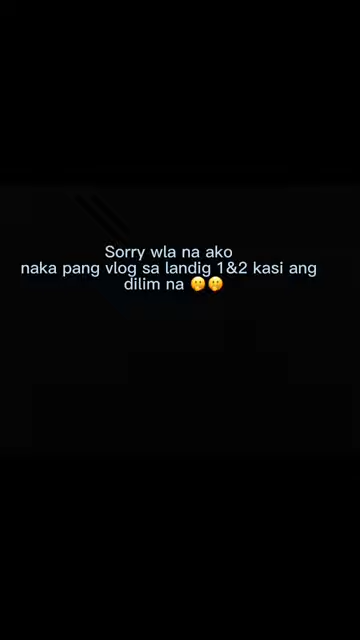 Sorry wla na ako
naka pang vlog sa landig 1&2 kasi ang
dilim na 🤭🤭